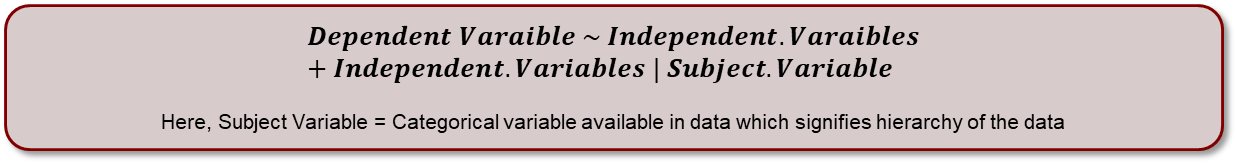 Dependent Varaible ~ Independent.Varaibles
+ Independent.Variables | Subject.Variable
Here, Subject Variable = Categorical variable available in data which signifies hierarchy of the data